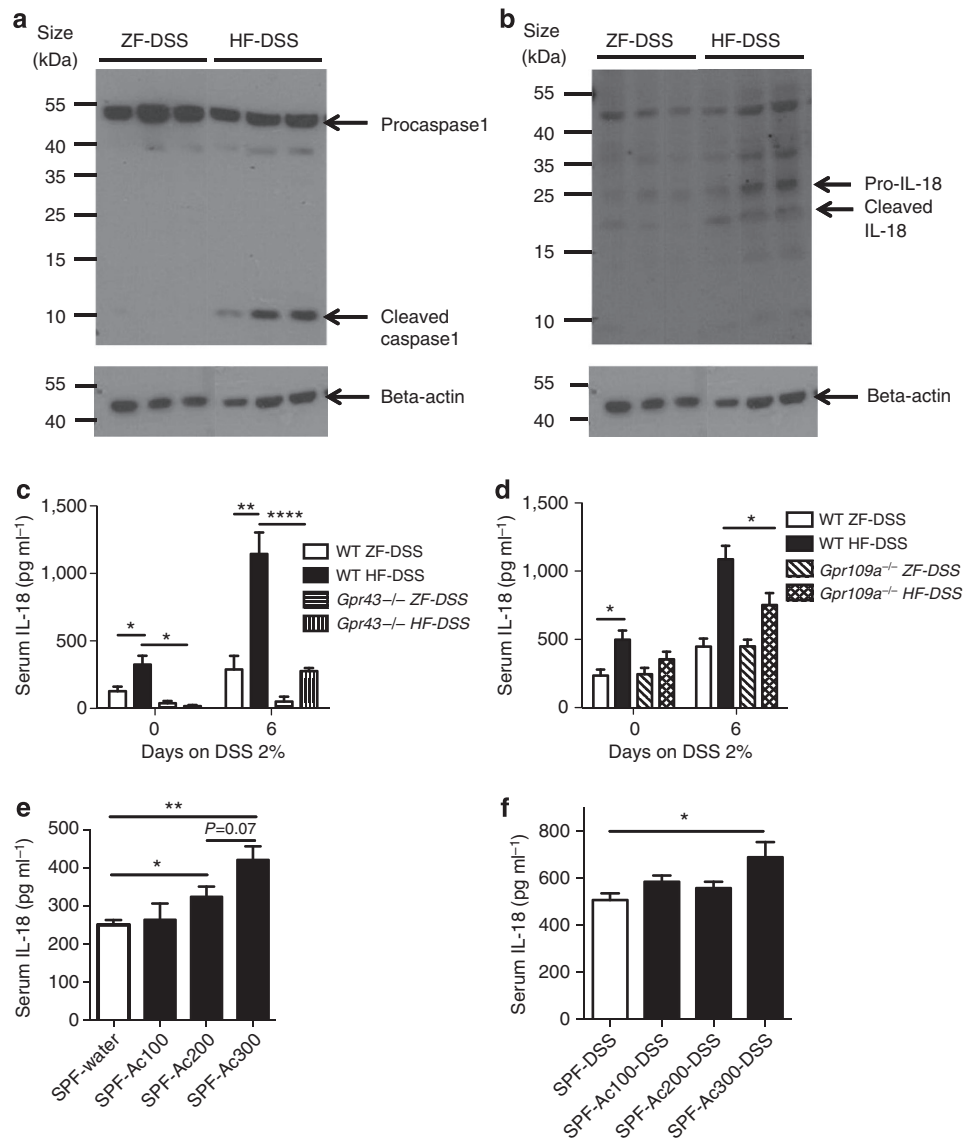 a
Size
(kDa)
ZF-DSS
HF-DSS
55
40
35
25
15
10
Procaspase1
Cleaved
caspase1
55
40
Beta-actin
b
Size
(kDa)
ZF-DSS
HF-DSS
55
40
35
25
15
10
Pro-IL-18
Cleaved
IL-18
55
40
Beta-actin
c
Serum IL-18 (pg ml⁻¹)
1,500
1,000
500
0
**
****
*
*
WT ZF-DSS
WT HF-DSS
Gpr43−/− ZF-DSS
Gpr43−/− HF-DSS
0
6
Days on DSS 2%
d
Serum IL-18 (pg ml⁻¹)
1,500
1,000
500
0
*
*
WT ZF-DSS
WT HF-DSS
Gpr109a⁻/⁻ ZF-DSS
Gpr109a⁻/⁻ HF-DSS
0
6
Days on DSS 2%
e
Serum IL-18 (pg ml⁻¹)
500
400
300
200
100
0
**
P=0.07
*
SPF-water
SPF-Ac100
SPF-Ac200
SPF-Ac300
f
Serum IL-18 (pg ml⁻¹)
800
600
400
200
0
*
SPF-DSS
SPF-Ac100-DSS
SPF-Ac200-DSS
SPF-Ac300-DSS